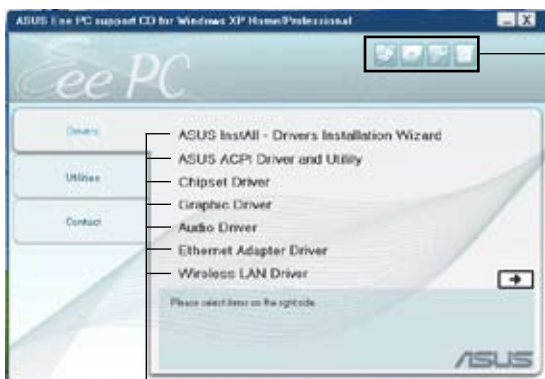 ASUS Eee PC support CD for Windows XP Home/Professional
Eee PC
Drivers
Utilities
Contact
ASUS InstAll - Drivers Installation Wizard
ASUS ACPI Driver and Utility
Chipset Driver
Graphic Driver
Audio Driver
Ethernet Adapter Driver
Wireless LAN Driver
Please select items on the right side.
ASUS